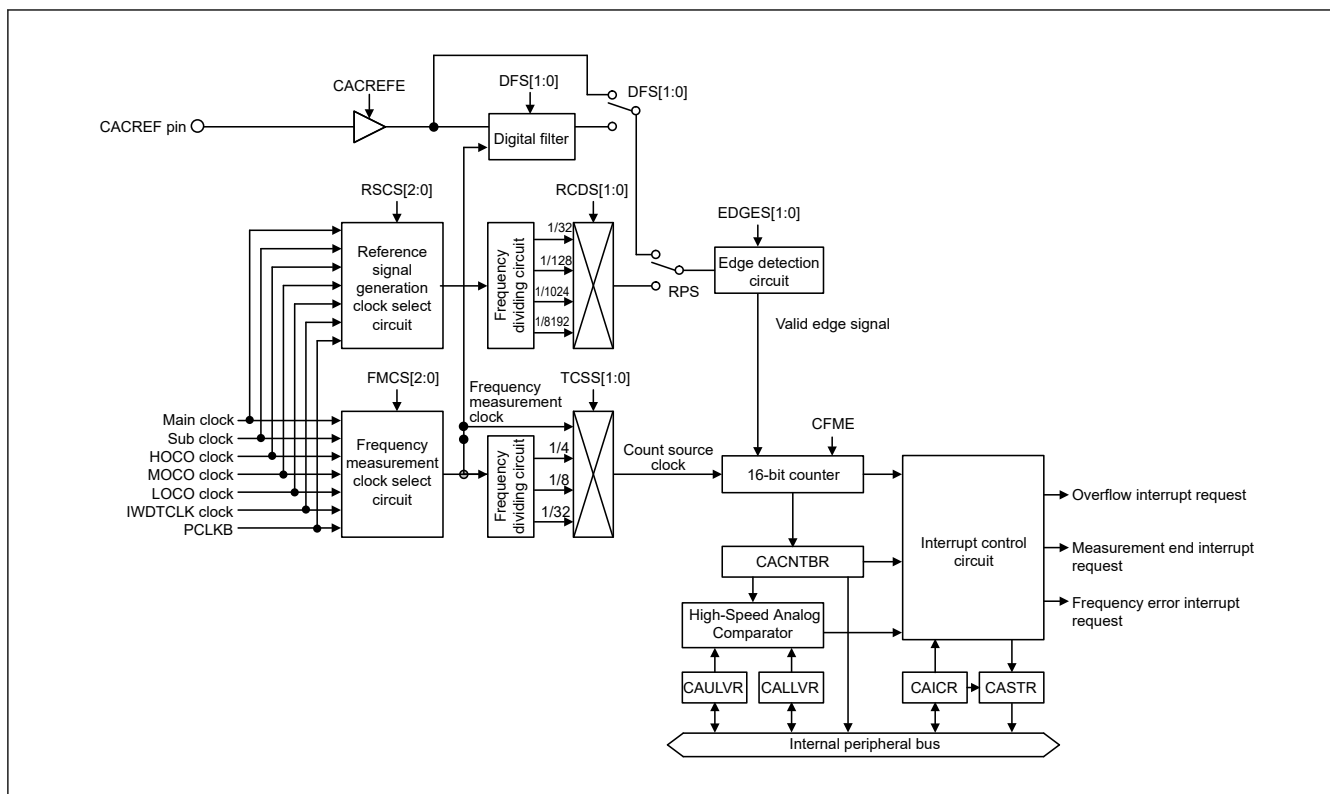 CACREFE
DFS[1:0]
DFS[1:0]
CACREF pin
Digital filter
RSCS[2:0]
RCDS[1:0]
EDGES[1:0]
Reference
signal
generation
clock select
circuit
Frequency
dividing circuit
1/32
1/128
1/1024
1/8192
RPS
Edge detection
circuit
Valid edge signal
FMCS[2:0]
Frequency
measurement
clock
TCSS[1:0]
CFME
Main clock
Sub clock
HOCO clock
MOCO clock
LOCO clock
IWDTCLK clock
PCLKB
Frequency
measurement
clock select
circuit
Frequency
dividing circuit
1/4
1/8
1/32
Count source
clock
16-bit counter
CACNTBR
High-Speed Analog
Comparator
Interrupt control
circuit
Overflow interrupt request
Measurement end interrupt
request
Frequency error interrupt
request
CAULVR
CALLVR
CAICR
CASTR
Internal peripheral bus